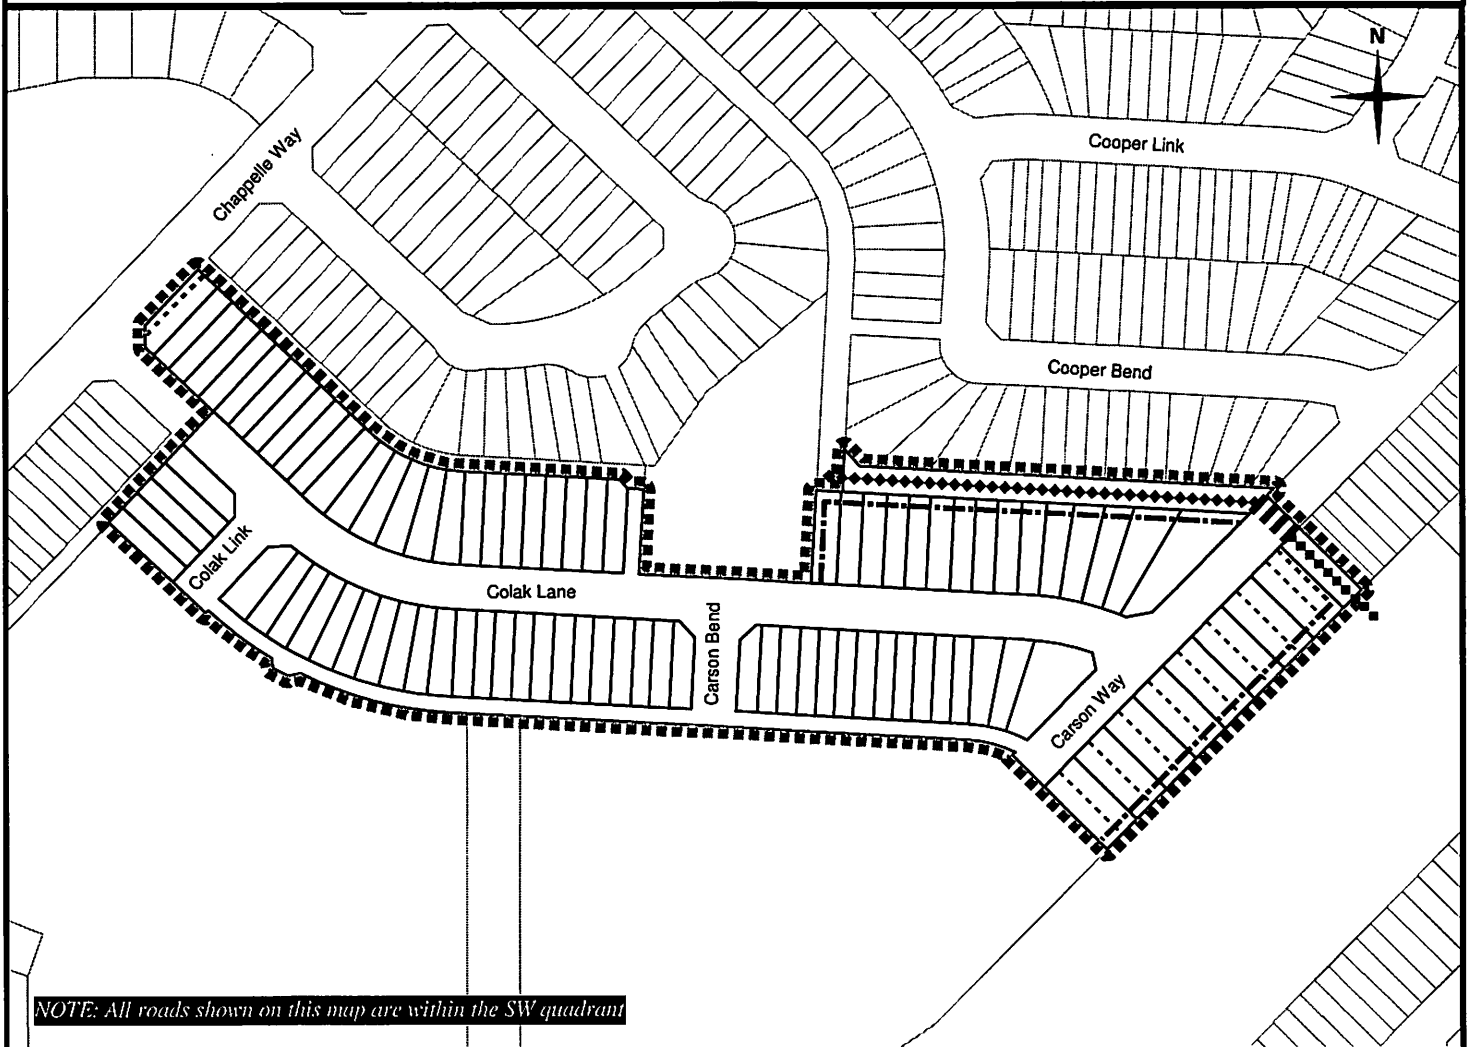 N
Cooper Link
Chappelle Way
Cooper Bend
Colak Link
Colak Lane
Carson Bend
Carson Way
NOTE: All roads shown on this map are within the SW quadrant